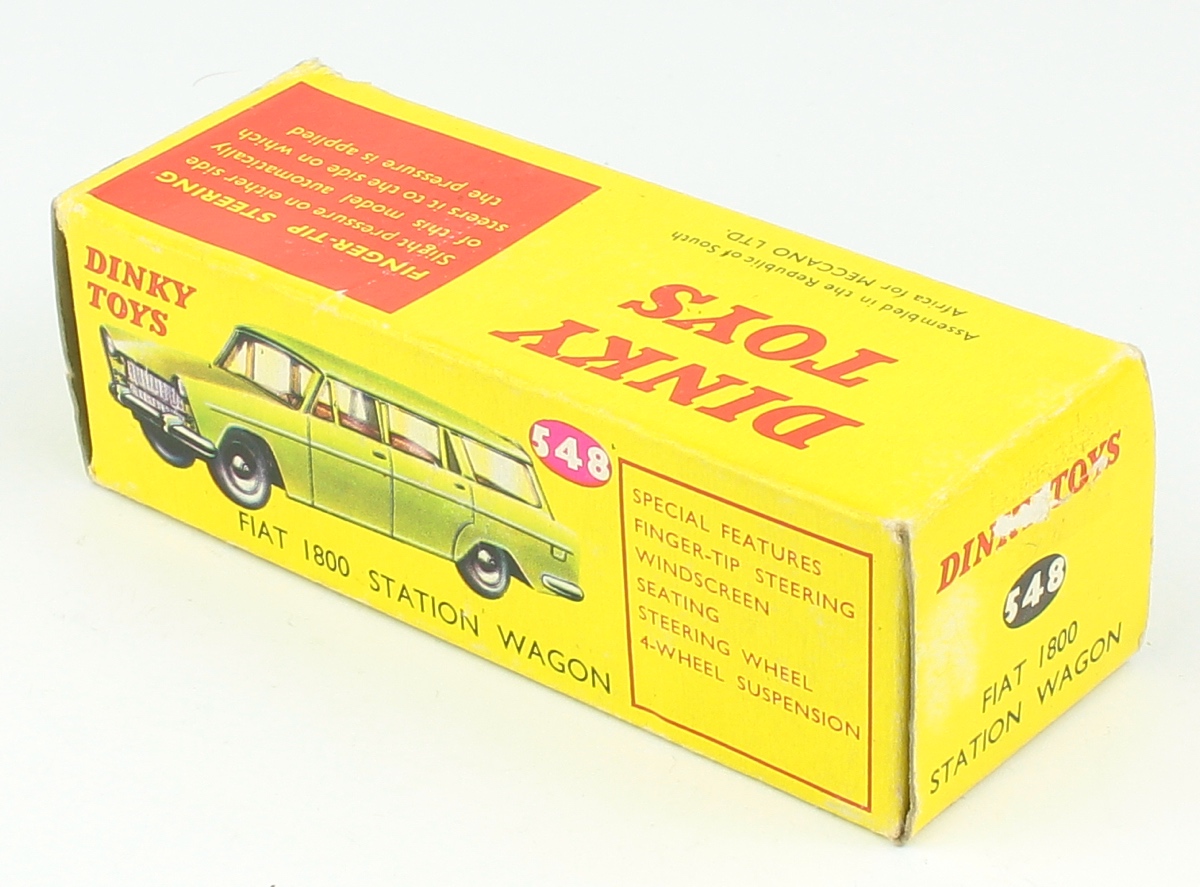 FINGER-TIP STEERING
Slight pressure on either side
of this model automatically
steers it to the side on which
the pressure is applied
DINKY
TOYS
Assembled in the Republic of South
Africa for MECCANO LTD.
DINKY
TOYS
548
FIAT 1800 STATION WAGON
SPECIAL FEATURES
FINGER-TIP STEERING
WINDSCREEN
SEATING
STEERING WHEEL
4-WHEEL SUSPENSION
DINKY TOYS
548
FIAT 1800
STATION WAGON